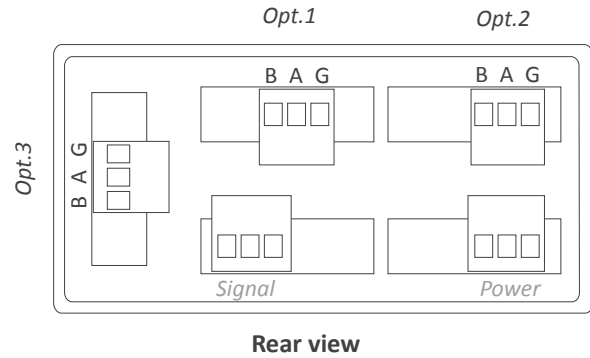 Opt.1
Opt.2
B A G
B A G
Opt.3
G
A
B
Signal
Power
Rear view